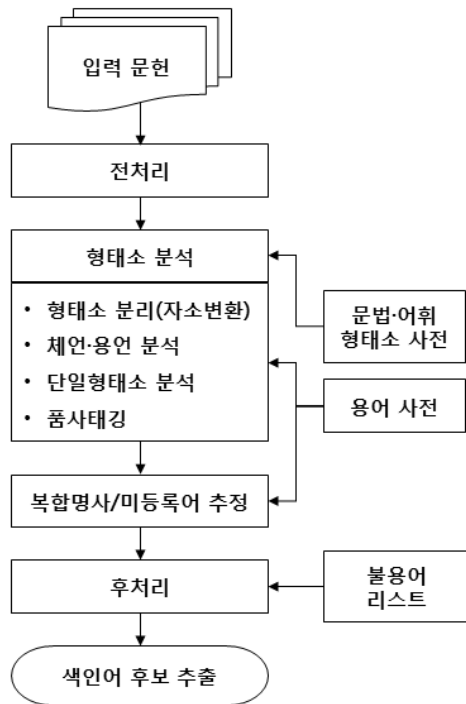 입력 문헌
전처리
형태소 분석
• 형태소 분리(자소변환)
• 체언·용언 분석
• 단일형태소 분석
• 품사태깅
문법·어휘
형태소 사전
용어 사전
복합명사/미등록어 추정
후처리
불용어
리스트
색인어 후보 추출